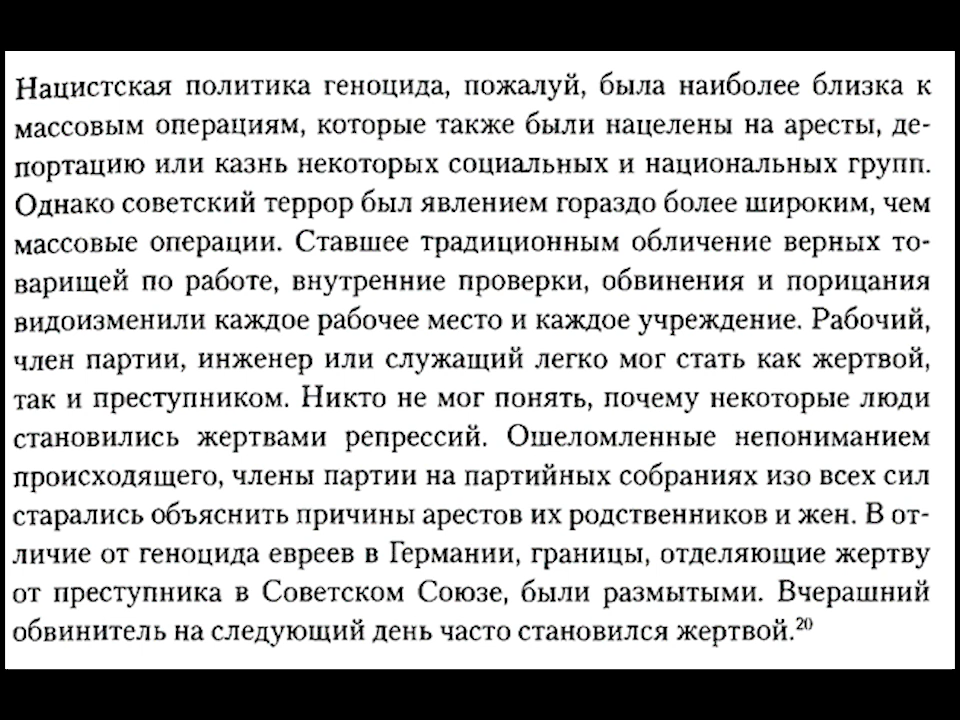 Нацистская политика геноцида, пожалуй, была наиболее близка к
массовым операциям, которые также были нацелены на аресты, де-
портацию или казнь некоторых социальных и национальных групп.
Однако советский террор был явлением гораздо более широким, чем
массовые операции. Ставшее традиционным обличение верных то-
варищей по работе, внутренние проверки, обвинения и порицания
видоизменили каждое рабочее место и каждое учреждение. Рабочий,
член партии, инженер или служащий легко мог стать как жертвой,
так и преступником. Никто не мог понять, почему некоторые люди
становились жертвами репрессий. Ошеломленные непониманием
происходящего, члены партии на партийных собраниях изо всех сил
старались объяснить причины арестов их родственников и жен. В от-
личие от геноцида евреев в Германии, границы, отделяющие жертву
от преступника в Советском Союзе, были размытыми. Вчерашний
обвинитель на следующий день часто становился жертвой.²⁰